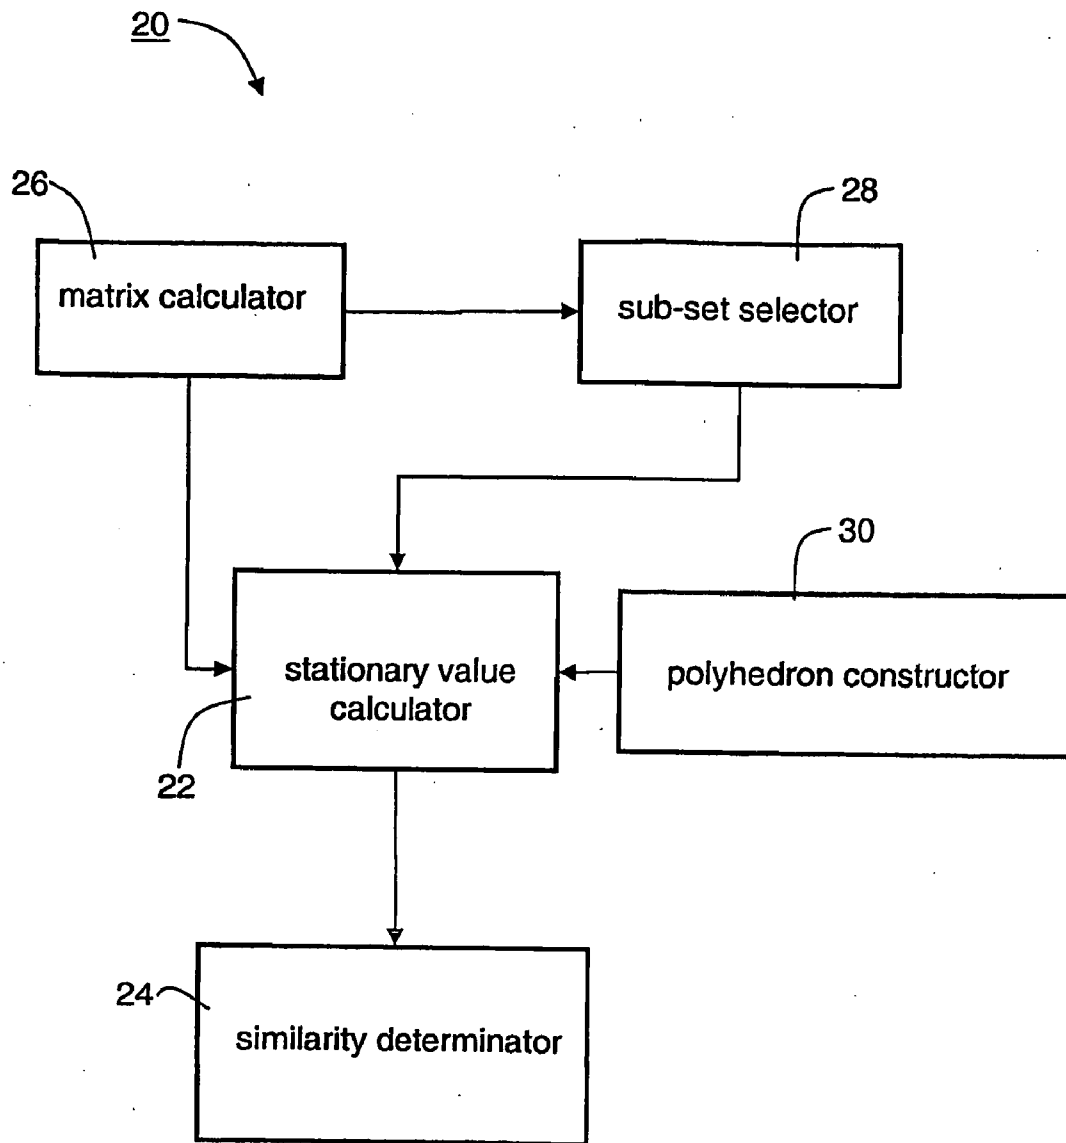 20
26
28
matrix calculator
sub-set selector
30
stationary value
calculator
polyhedron constructor
22
24
similarity determinator